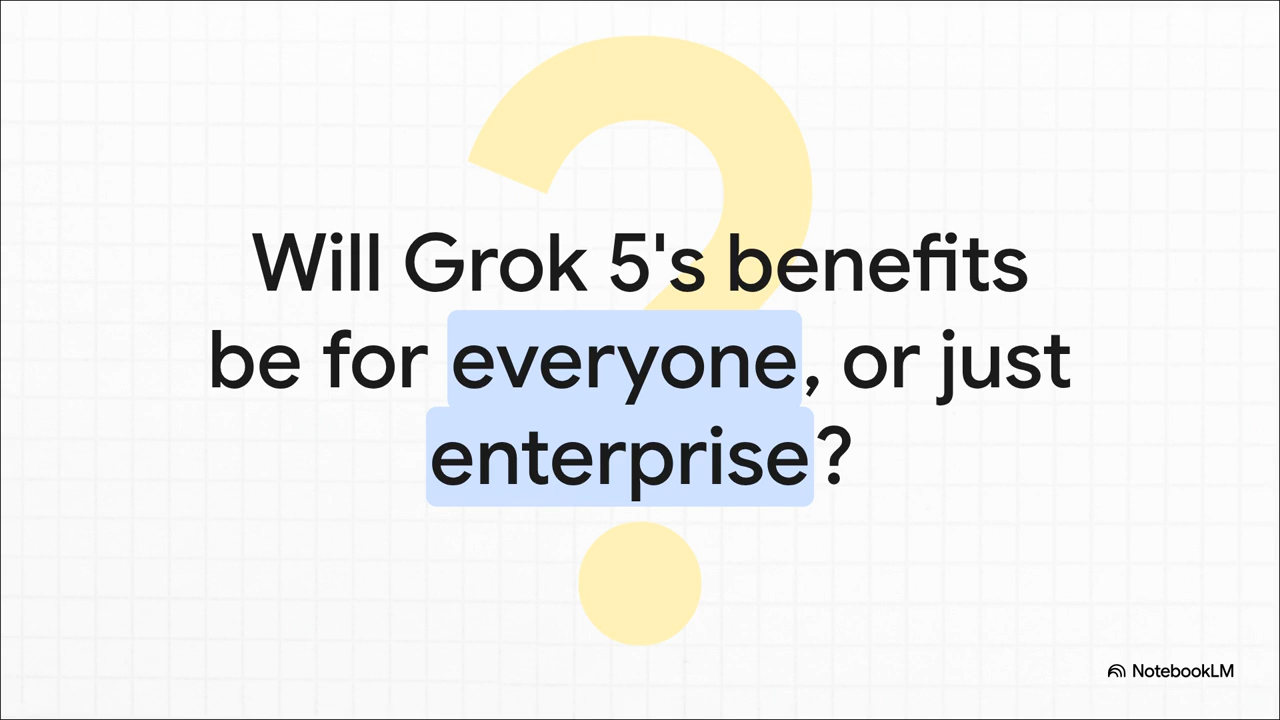 Will Grok 5's benefits
be for everyone, or just
enterprise?
NotebookLM